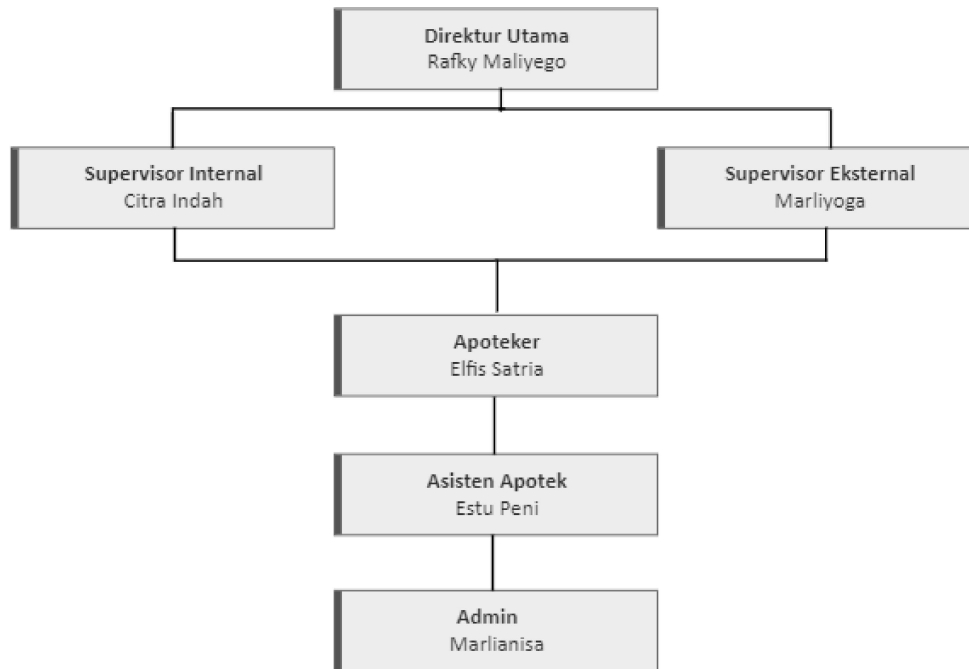 Direktur Utama
Rafky Maliyego
Supervisor Internal
Citra Indah
Supervisor Eksternal
Marliyoga
Apoteker
Elfis Satria
Asisten Apotek
Estu Peni
Admin
Marlianisa